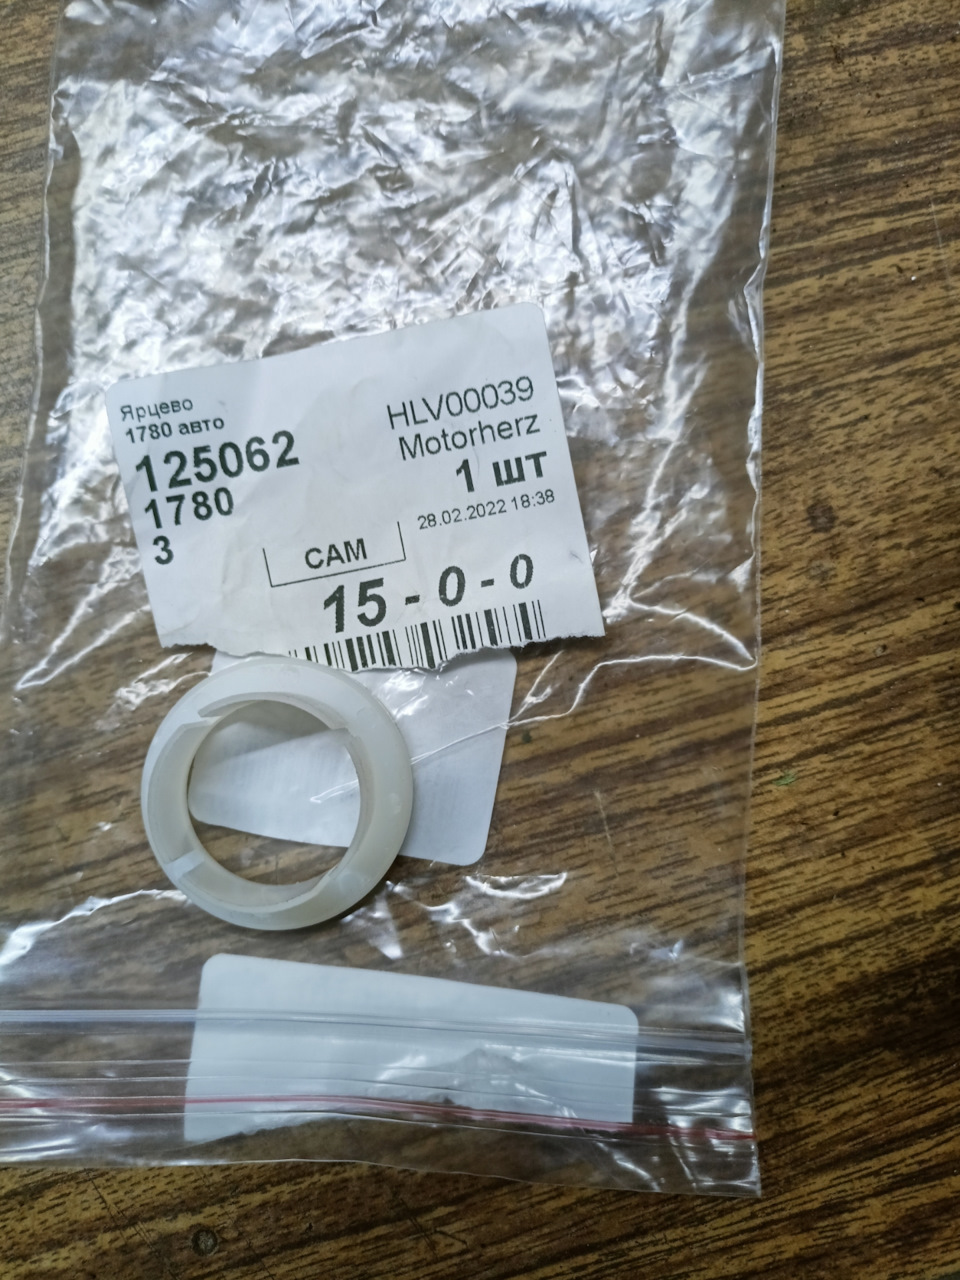 Ярцево
1780 авто
125062
1780
3
HLV00039
Motorherz
1 шт
28.02.2022 18:38
САМ
15 - 0 - 0